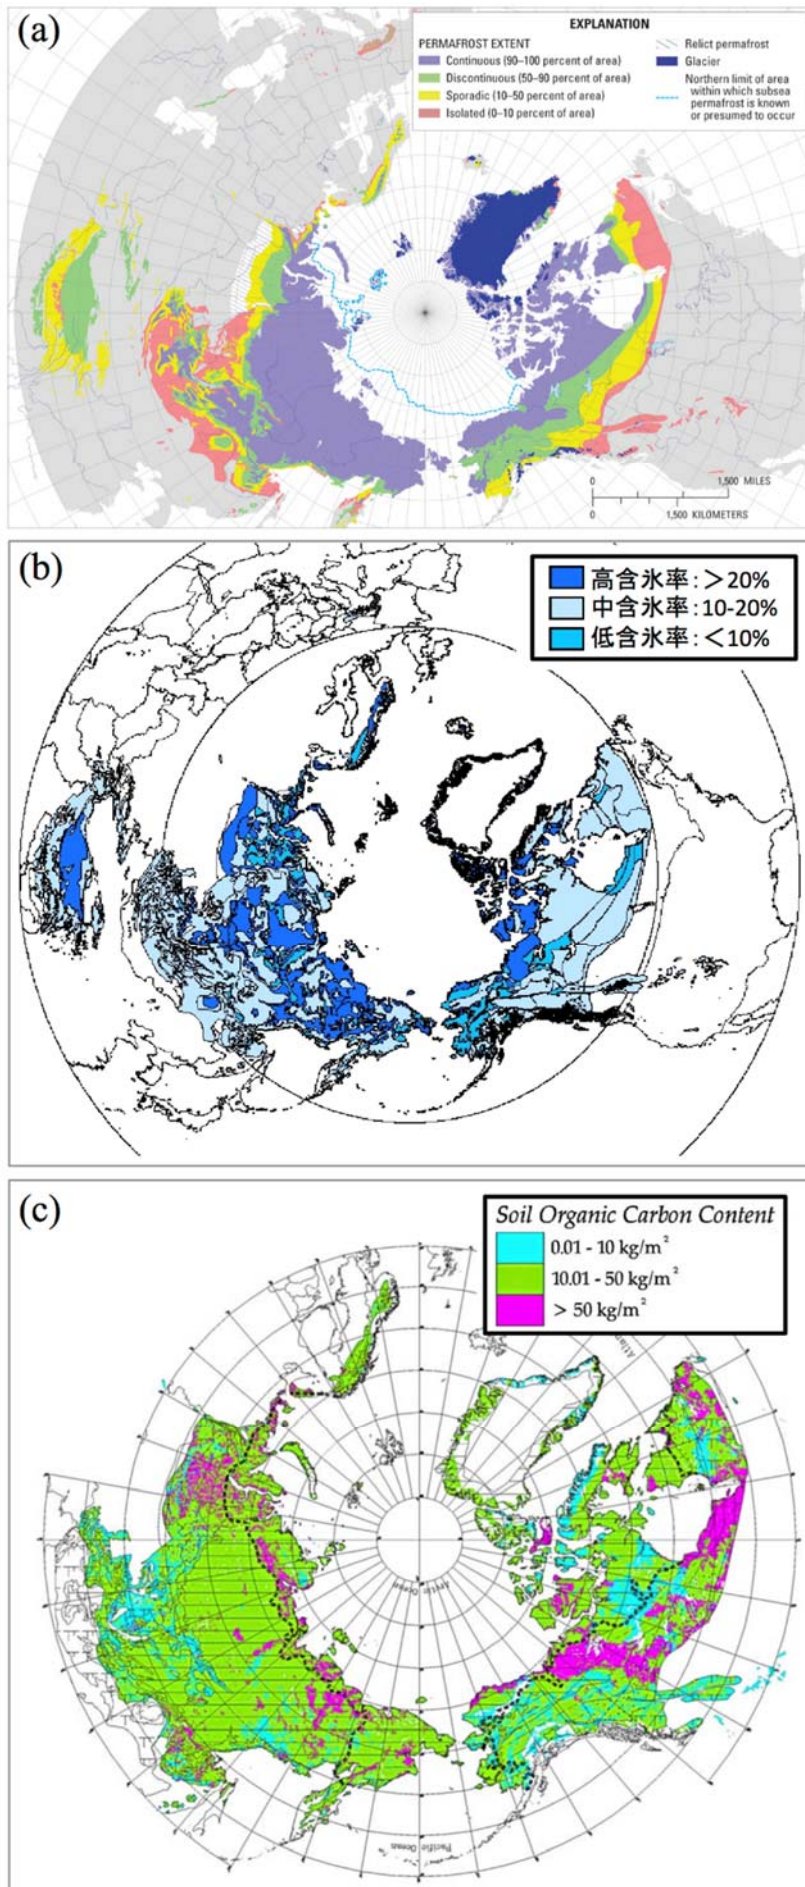 (a)
EXPLANATION
PERMAFROST EXTENT
Continuous (90–100 percent of area)
Discontinuous (50–90 percent of area)
Sporadic (10–50 percent of area)
Isolated (0–10 percent of area)
Relict permafrost
Glacier
Northern limit of area
within which subsea
permafrost is known
or presumed to occur
0 1,500 MILES
0 1,500 KILOMETERS
(b)
高含氷率:＞20%
中含氷率:10-20%
低含氷率:＜10%
(c)
Soil Organic Carbon Content
0.01 - 10 kg/m²
10.01 - 50 kg/m²
> 50 kg/m²
Arctic Ocean
Pacific Ocean